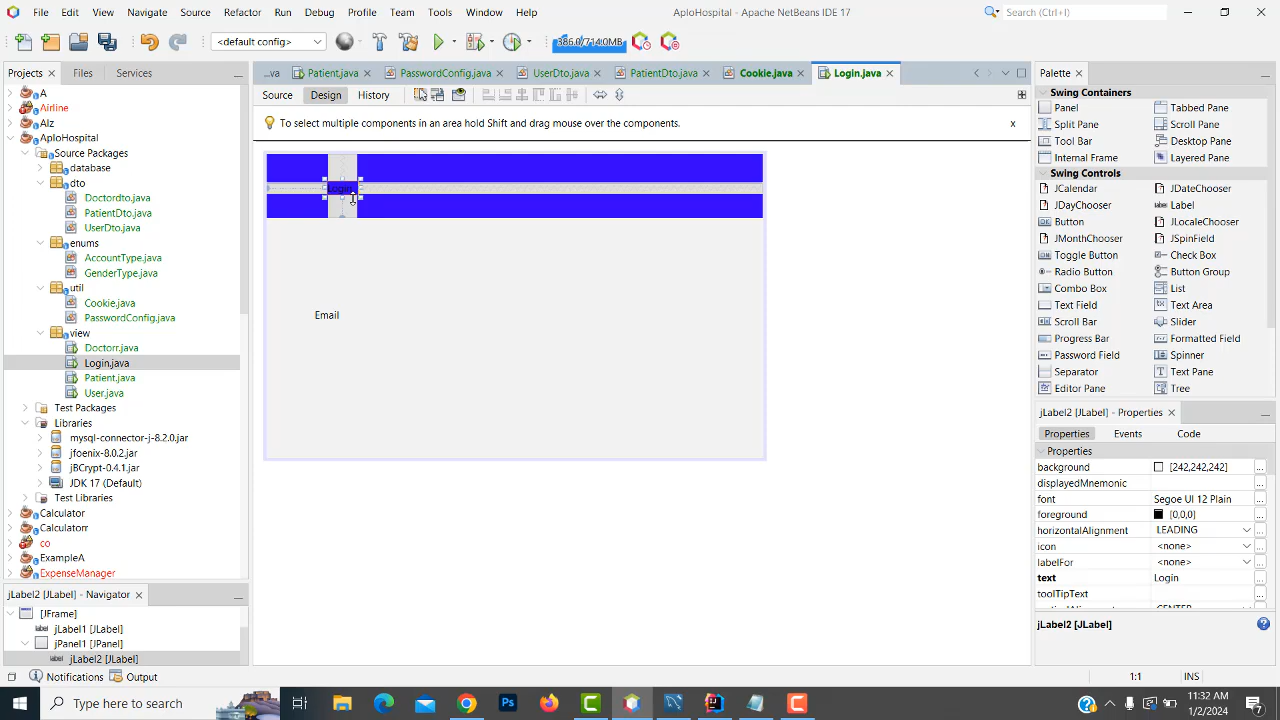 File Edit View Navigate Source Refactor Run Debug Profile Team Tools Window Help
AploHospital - Apache NetBeans IDE 17
Search (Ctrl+I)
<default config>
386.0/714.0MB
Projects Files Services
...va Patient.java PasswordConfig.java UserDto.java PatientDto.java Cookie.java Login.java
Source Design History
To select multiple components in an area hold Shift and drag mouse over the components.
x
A
Airline
Alz
AploHospital
Source Packages
database
dto
Doctordto.java
PatientDto.java
UserDto.java
enums
AccountType.java
GenderType.java
util
Cookie.java
PasswordConfig.java
view
Doctorr.java
Login.java
Patient.java
User.java
Test Packages
Libraries
mysql-connector-j-8.2.0.jar
jfoenix-8.0.2.jar
jBCrypt-0.4.1.jar
JDK 17 (Default)
Test Libraries
Calculator
Calculatorr
co
ExampleA
ExpenseManager
jLabel2 [JLabel] - Navigator
[JFrame]
jLabel1 [JLabel]
jPanel1 [JPanel]
jLabel2 [JLabel]
Login
Email
Palette
Swing Containers
Panel Tabbed Pane
Split Pane Scroll Pane
Tool Bar Desktop Pane
Internal Frame Layered Pane
Swing Controls
JCalendar JDateChooser
JDayChooser Label
Button JLocaleChooser
JMonthChooser JSpinField
Toggle Button Check Box
Radio Button Button Group
Combo Box List
Text Field Text Area
Scroll Bar Slider
Progress Bar Formatted Field
Password Field Spinner
Separator Text Pane
Editor Pane Tree
jLabel2 [JLabel] - Properties
Properties Events Code
Properties
background [242,242,242] ...
displayedMnemonic ...
font Segoe UI 12 Plain ...
foreground [0,0,0] ...
horizontalAlignment LEADING ...
icon <none> ...
labelFor <none> ...
text Login ...
toolTipText ...
CENTER
jLabel2 [JLabel]
Notifications Output
1:1 INS
Type here to search
11:32 AM
1/2/2024